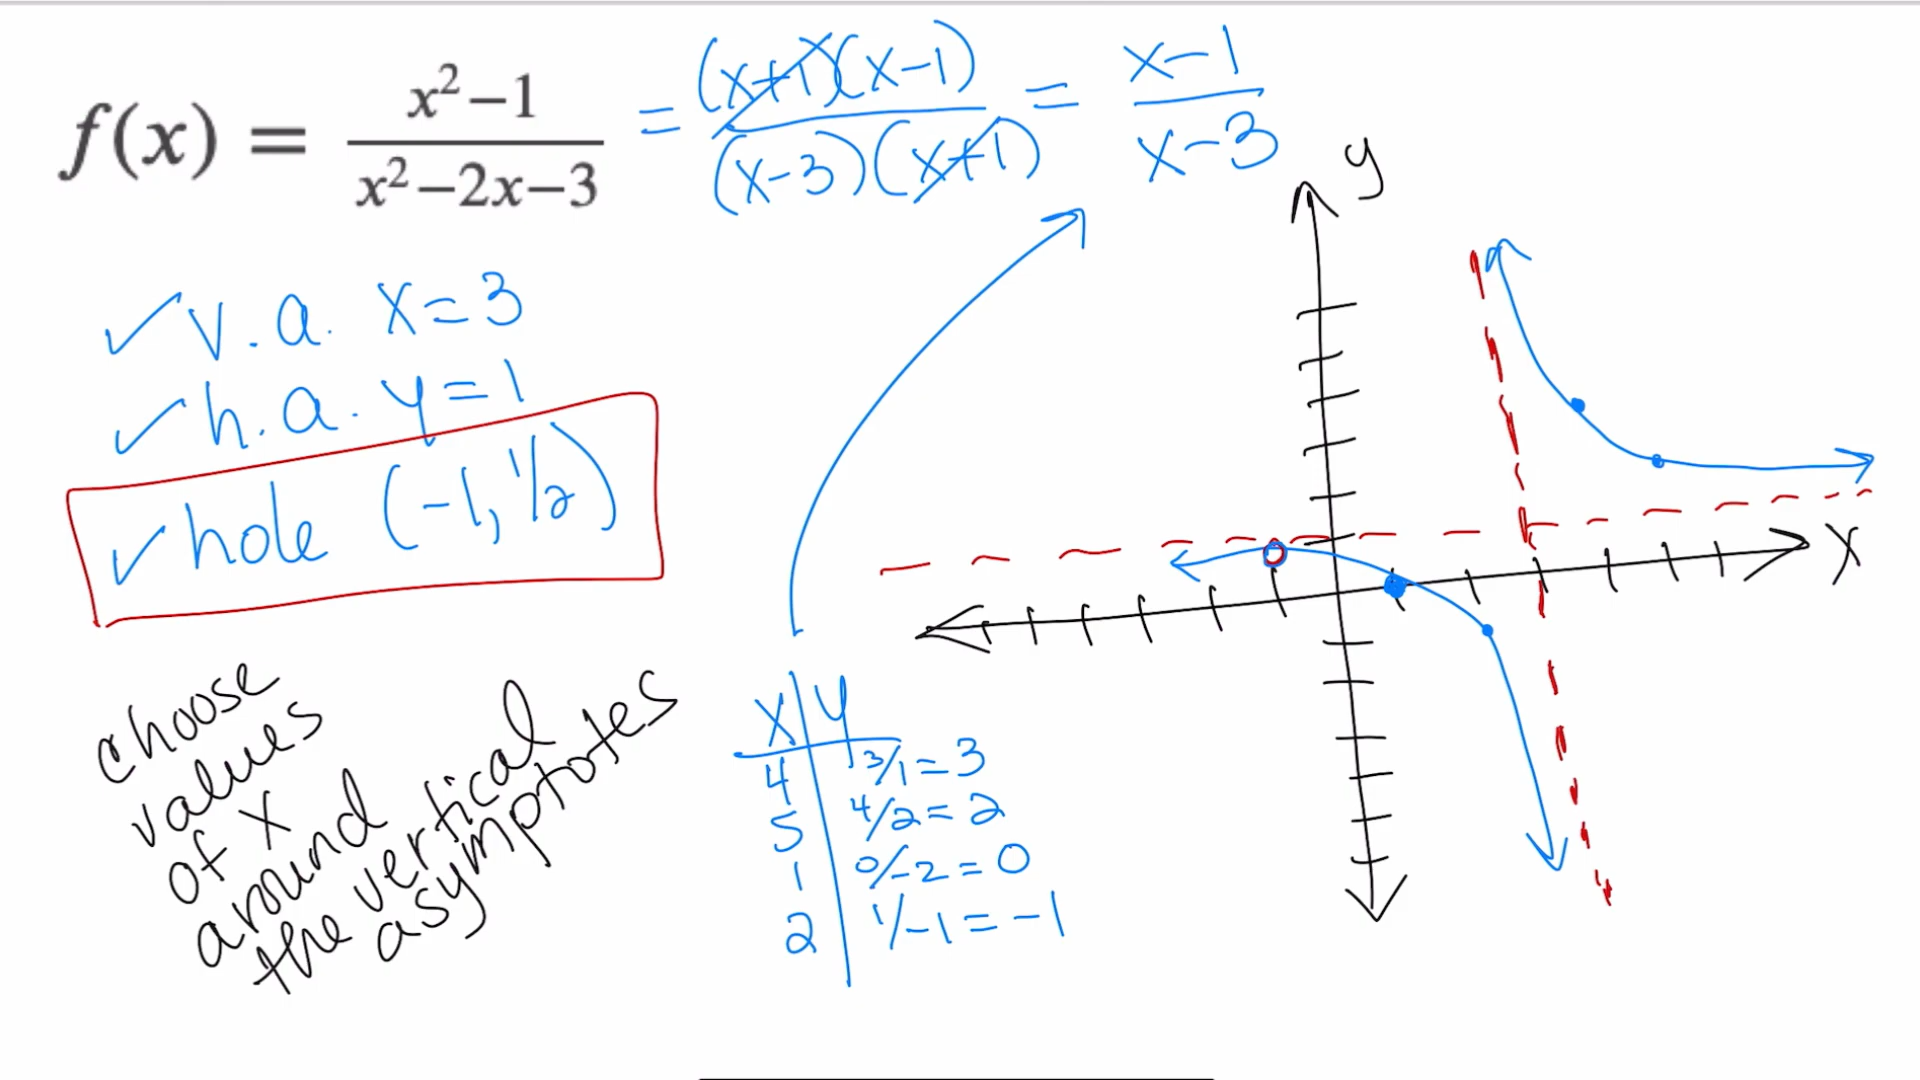 f(x) = x²−1 / x²−2x−3 = (x+1)(x−1) / (x−3)(x+1) = x−1 / x−3
y
✓ v.a. x=3
✓ h.a. y=1
✓ hole (−1, 1/2)
x
choose
values
of x
around
the vertical
asymptotes
x | y
4 | 3/1 = 3
5 | 4/2 = 2
1 | 0/−2 = 0
2 | 1/−1 = −1